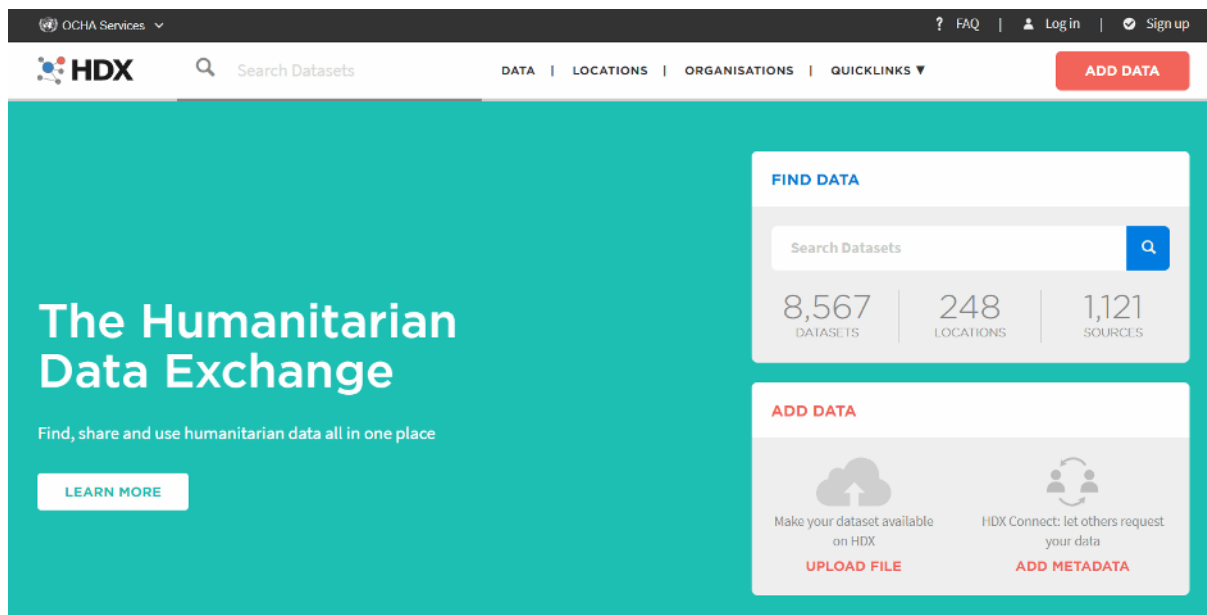 OCHA Services
? FAQ | Log in | Sign up
HDX
Search Datasets
DATA | LOCATIONS | ORGANISATIONS | QUICKLINKS ▼
ADD DATA
The Humanitarian
Data Exchange
Find, share and use humanitarian data all in one place
LEARN MORE
FIND DATA
Search Datasets
8,567
DATASETS
248
LOCATIONS
1,121
SOURCES
ADD DATA
Make your dataset available
on HDX
UPLOAD FILE
HDX Connect: let others request
your data
ADD METADATA